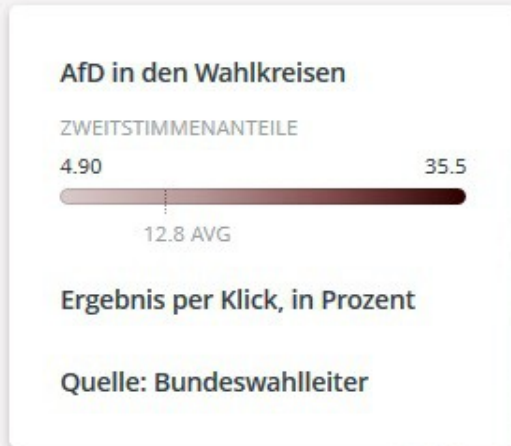 AfD in den Wahlkreisen
ZWEITSTIMMENANTEILE
4.90 35.5
12.8 AVG
Ergebnis per Klick, in Prozent
Quelle: Bundeswahlleiter